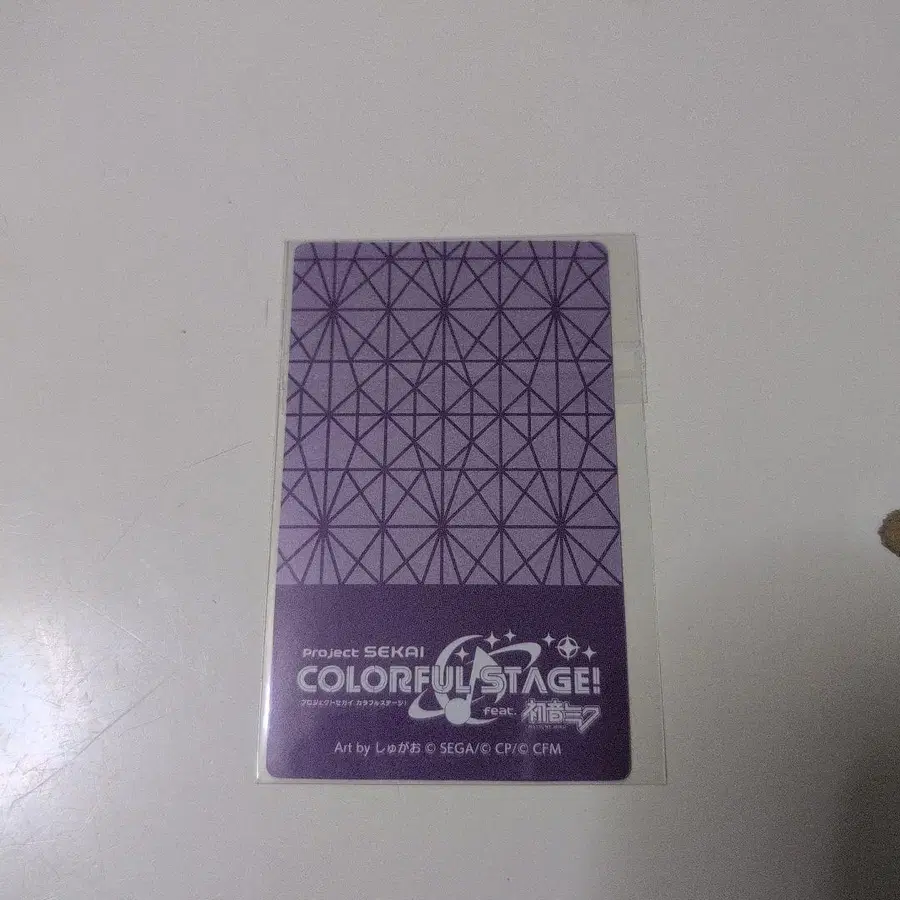 Project SEKAI
COLORFUL STAGE!
プロジェクトセカイ カラフルステージ!
feat. 初音ミク
Art by しゅがお © SEGA/© CP/© CFM